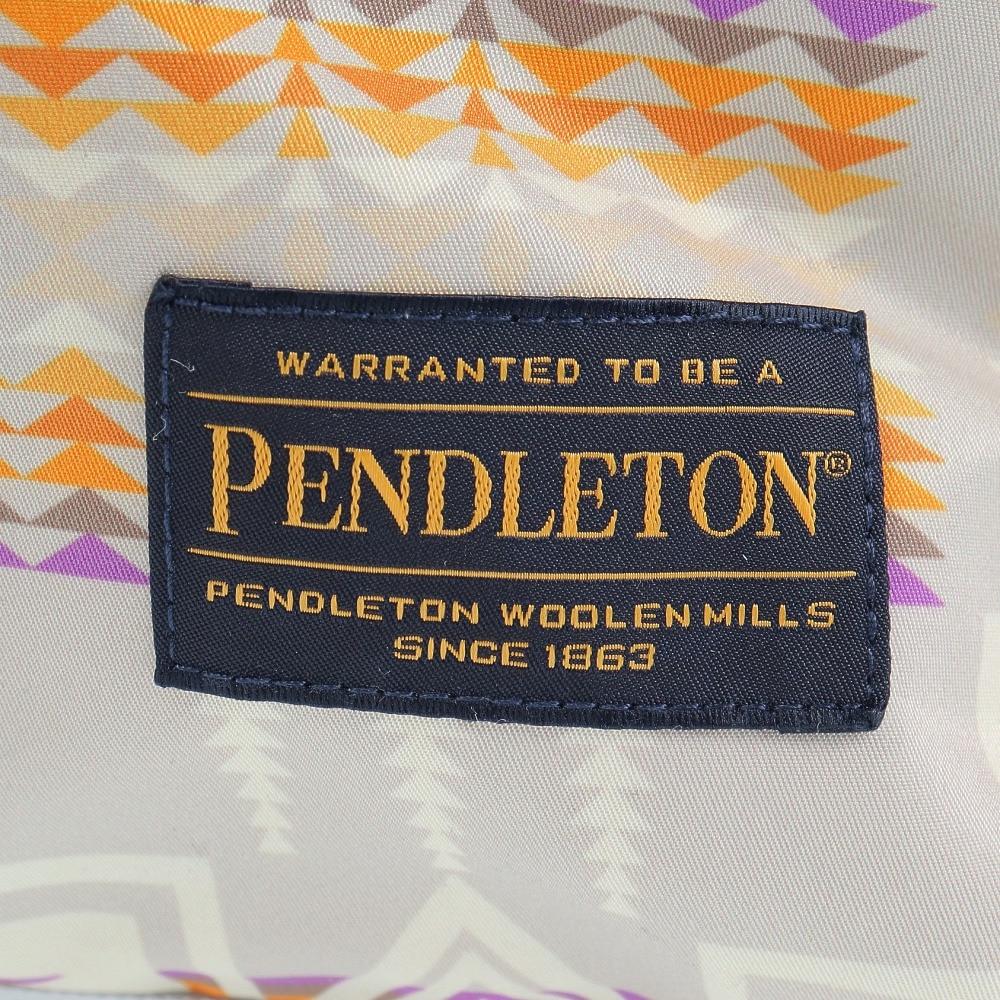 WARRANTED TO BE A
PENDLETON®
PENDLETON WOOLEN MILLS
SINCE 1863